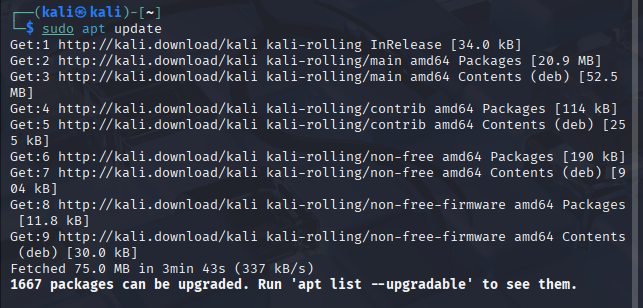 ┌──(kali㉿kali)-[~]
└─$ sudo apt update
Get:1 http://kali.download/kali kali-rolling InRelease [34.0 kB]
Get:2 http://kali.download/kali kali-rolling/main amd64 Packages [20.9 MB]
Get:3 http://kali.download/kali kali-rolling/main amd64 Contents (deb) [52.5
MB]
Get:4 http://kali.download/kali kali-rolling/contrib amd64 Packages [114 kB]
Get:5 http://kali.download/kali kali-rolling/contrib amd64 Contents (deb) [25
5 kB]
Get:6 http://kali.download/kali kali-rolling/non-free amd64 Packages [190 kB]
Get:7 http://kali.download/kali kali-rolling/non-free amd64 Contents (deb) [9
04 kB]
Get:8 http://kali.download/kali kali-rolling/non-free-firmware amd64 Packages
 [11.8 kB]
Get:9 http://kali.download/kali kali-rolling/non-free-firmware amd64 Contents
 (deb) [30.0 kB]
Fetched 75.0 MB in 3min 43s (337 kB/s)
1667 packages can be upgraded. Run 'apt list --upgradable' to see them.